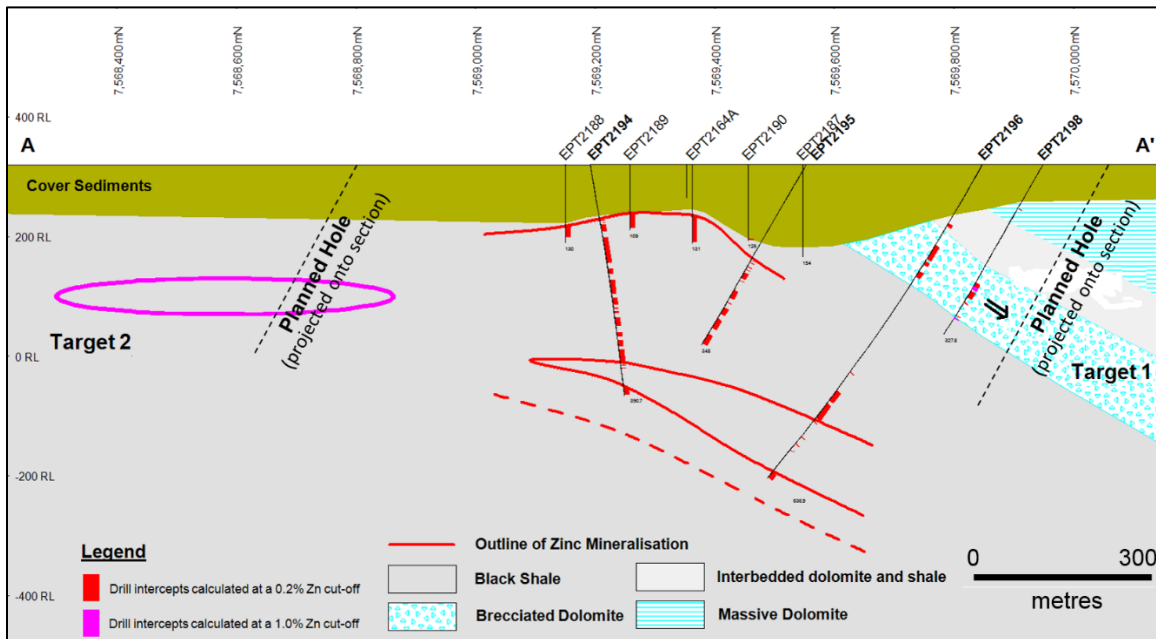 7,568,400mN
7,568,600mN
7,568,800mN
7,569,000mN
7,569,200mN
7,569,400mN
7,569,600mN
7,569,800mN
7,570,000mN
400 RL
A
EPT2188
EPT2194
EPT2189
EPT2164A
EPT2190
EPT2187
EPT2195
EPT2196
EPT2198
A'
Cover Sediments
200 RL
Planned Hole
(projected onto section)
Planned Hole
(projected onto section)
154
327.8
Target 2
0 RL
Target 1
-200 RL
Legend
Outline of Zinc Mineralisation
0 300
Drill intercepts calculated at a 0.2% Zn cut-off
Black Shale
Interbedded dolomite and shale
metres
-400 RL
Drill intercepts calculated at a 1.0% Zn cut-off
Brecciated Dolomite
Massive Dolomite